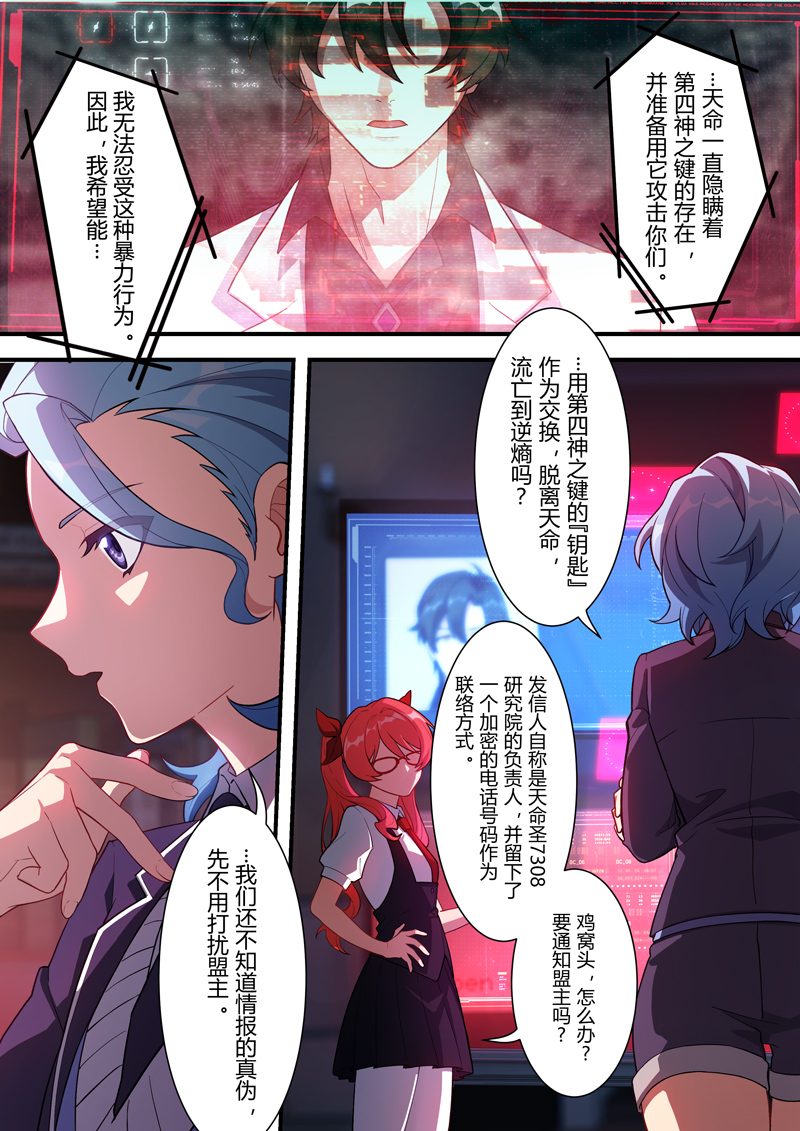 …天命一直隐瞒着
第四神之键的存在，
并准备用它攻击你们。
我无法忍受这种暴力行为。
因此，我希望能…
…用第四神之键的『钥匙』
作为交换，脱离天命，
流亡到逆熵吗？
发信人自称是天命圣7308
研究院的负责人，并留下了
一个加密的电话号码作为
联络方式。
鸡窝头，怎么办？
要通知盟主吗？
…我们还不知道情报的真伪，
先不用打扰盟主。